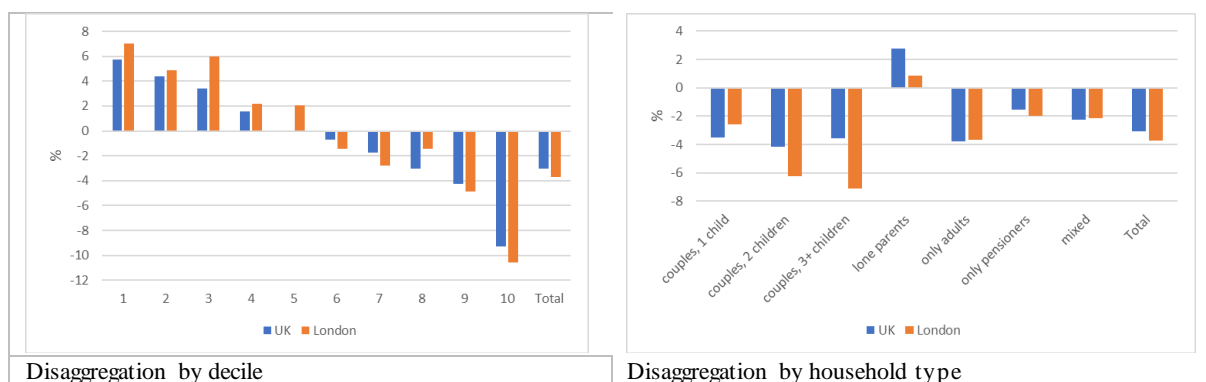 8
6
4
2
0
-2
-4
-6
-8
-10
-12
%
1 2 3 4 5 6 7 8 9 10 Total
UK London
Disaggregation by decile
4
2
0
-2
-4
-6
-8
%
couples, 1 child
couples, 2 children
couples, 3+ children
lone parents
only adults
only pensioners
mixed
Total
UK London
Disaggregation by household type